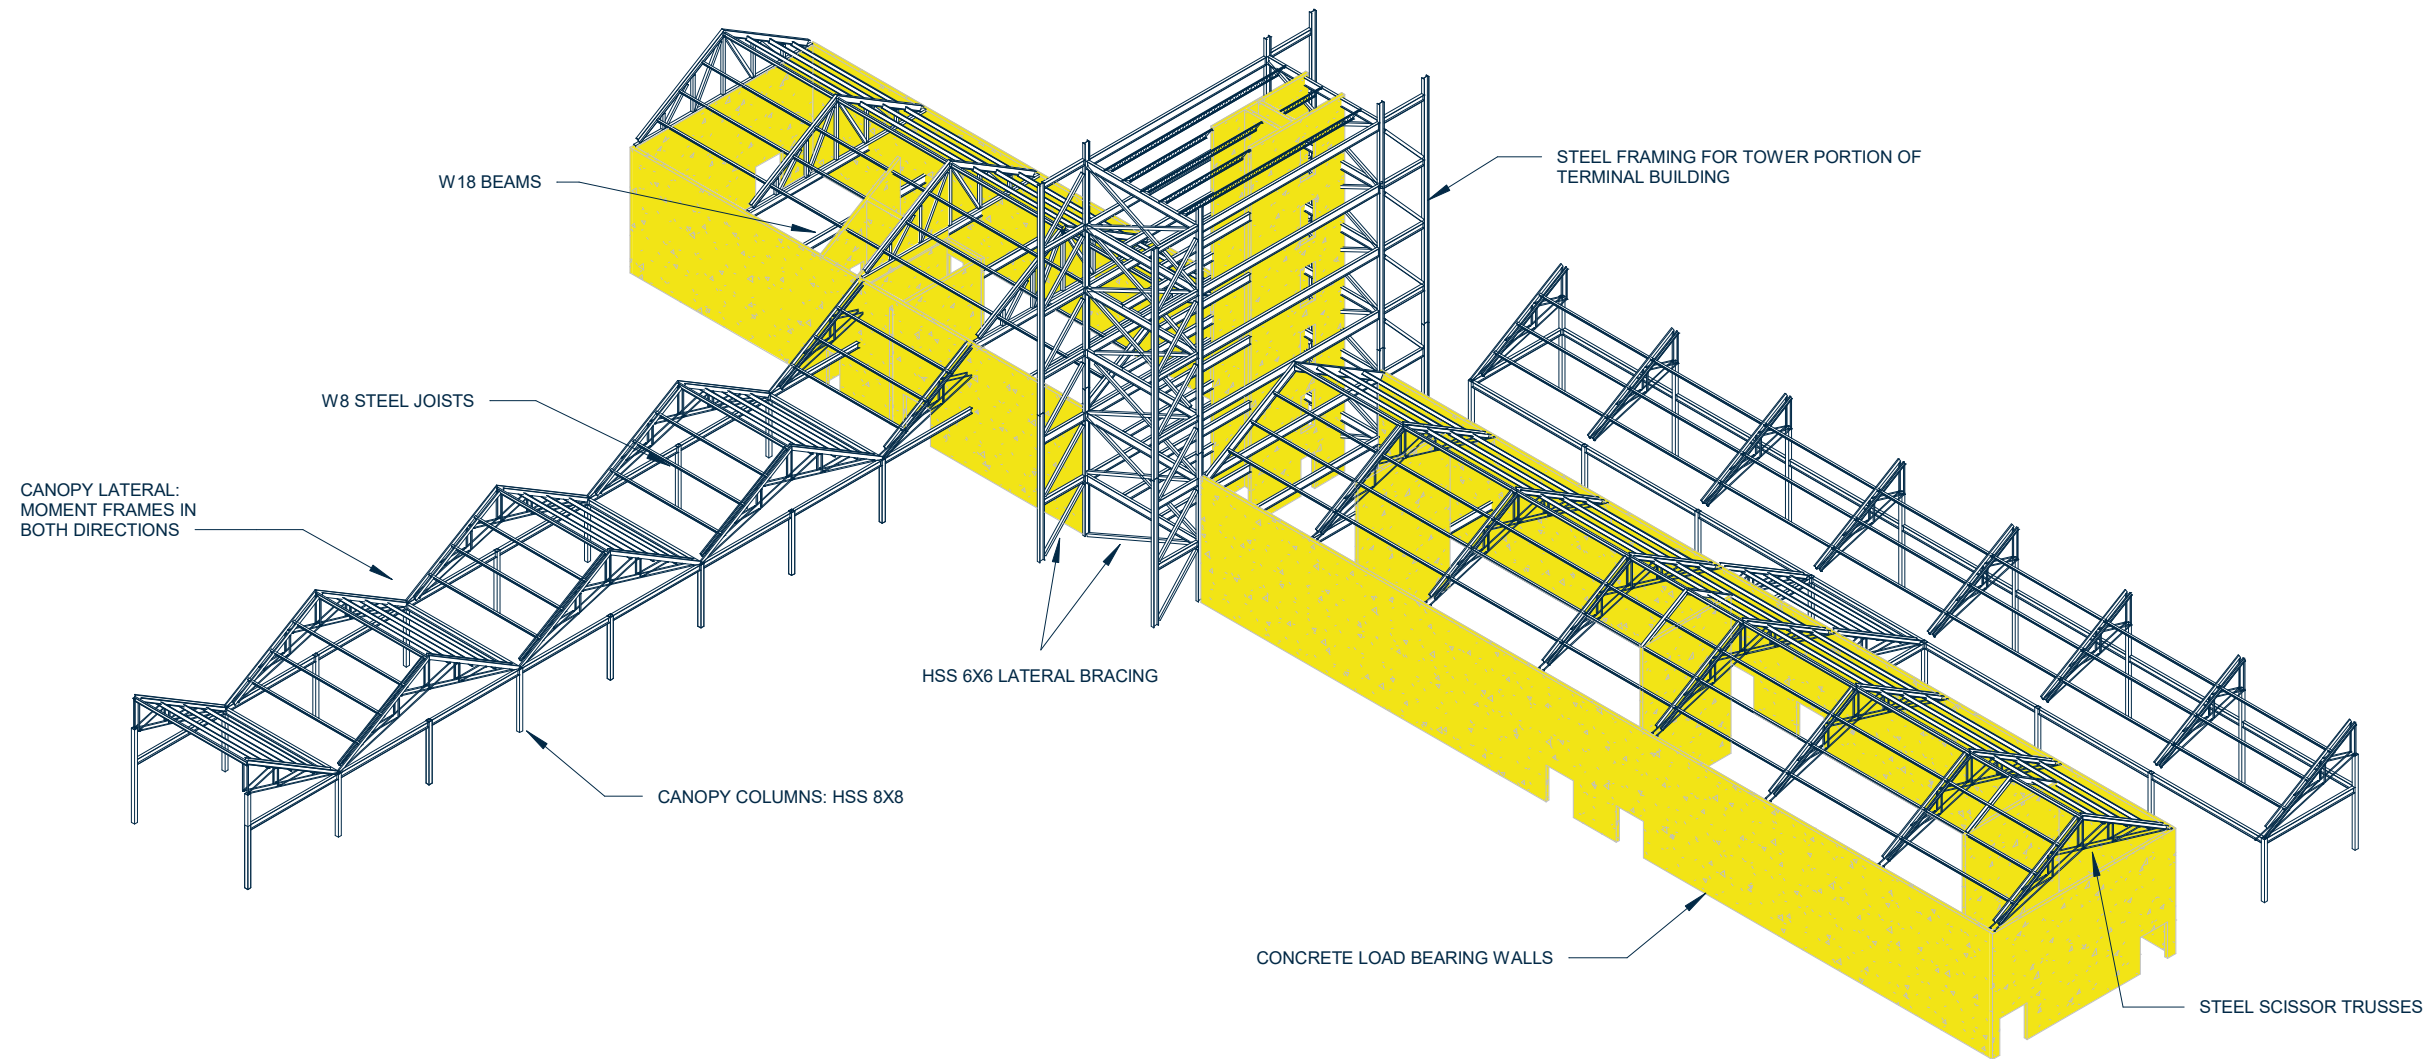 STEEL FRAMING FOR TOWER PORTION OF
TERMINAL BUILDING
W18 BEAMS
W8 STEEL JOISTS
CANOPY LATERAL:
MOMENT FRAMES IN
BOTH DIRECTIONS
HSS 6X6 LATERAL BRACING
CANOPY COLUMNS: HSS 8X8
CONCRETE LOAD BEARING WALLS
STEEL SCISSOR TRUSSES